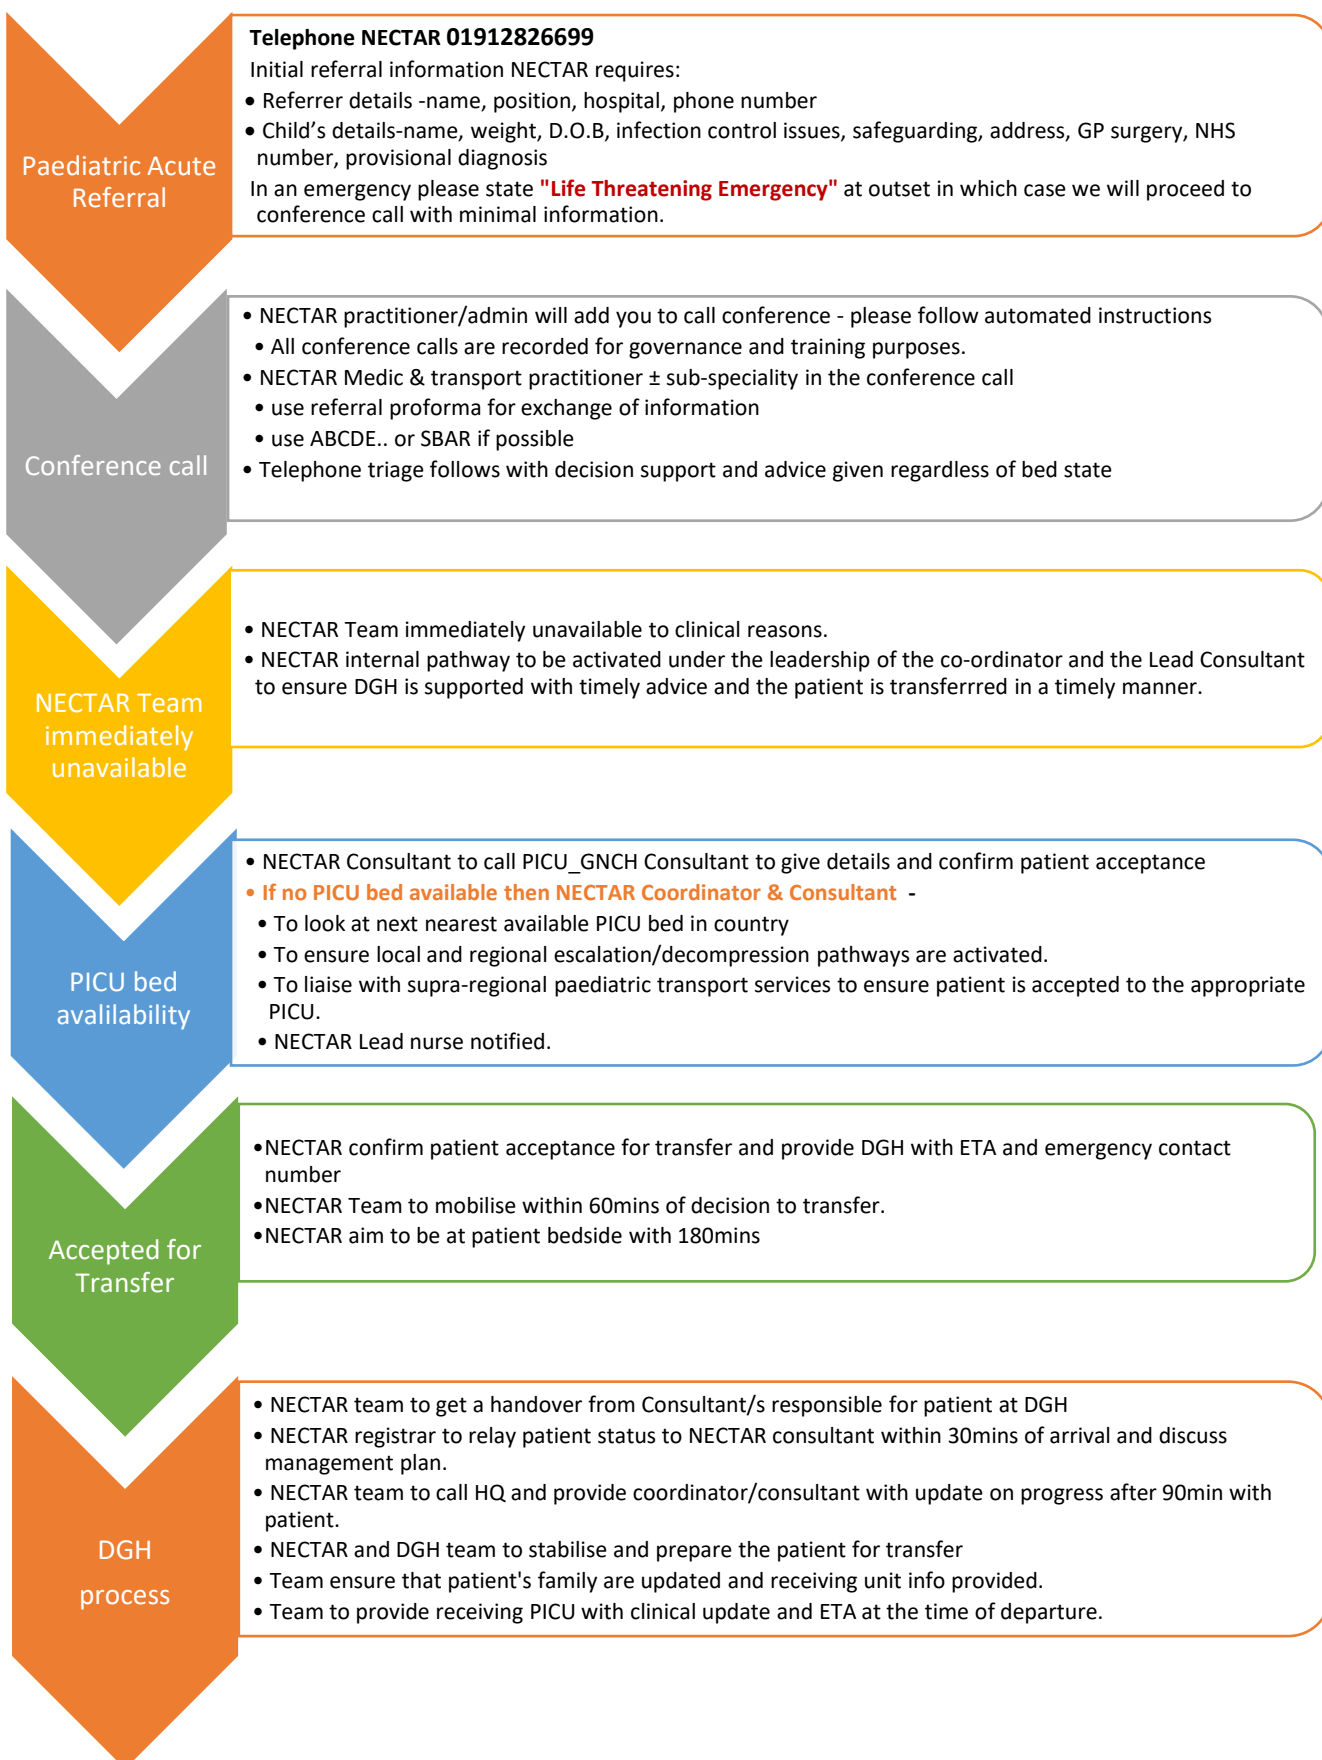 Telephone NECTAR 01912826699
Initial referral information NECTAR requires:
• Referrer details -name, position, hospital, phone number
• Child's details-name, weight, D.O.B, infection control issues, safeguarding, address, GP surgery, NHS
number, provisional diagnosis
In an emergency please state "Life Threatening Emergency" at outset in which case we will proceed to
conference call with minimal information.
Paediatric Acute
Referral
• NECTAR practitioner/admin will add you to call conference - please follow automated instructions
• All conference calls are recorded for governance and training purposes.
• NECTAR Medic & transport practitioner ± sub-speciality in the conference call
• use referral proforma for exchange of information
• use ABCDE.. or SBAR if possible
• Telephone triage follows with decision support and advice given regardless of bed state
Conference call
• NECTAR Team immediately unavailable to clinical reasons.
• NECTAR internal pathway to be activated under the leadership of the co-ordinator and the Lead Consultant
to ensure DGH is supported with timely advice and the patient is transferrred in a timely manner.
NECTAR Team
immediately
unavailable
• NECTAR Consultant to call PICU_GNCH Consultant to give details and confirm patient acceptance
• If no PICU bed available then NECTAR Coordinator & Consultant -
• To look at next nearest available PICU bed in country
• To ensure local and regional escalation/decompression pathways are activated.
• To liaise with supra-regional paediatric transport services to ensure patient is accepted to the appropriate
PICU.
• NECTAR Lead nurse notified.
PICU bed
avalilability
•NECTAR confirm patient acceptance for transfer and provide DGH with ETA and emergency contact
number
•NECTAR Team to mobilise within 60mins of decision to transfer.
•NECTAR aim to be at patient bedside with 180mins
Accepted for
Transfer
• NECTAR team to get a handover from Consultant/s responsible for patient at DGH
• NECTAR registrar to relay patient status to NECTAR consultant within 30mins of arrival and discuss
management plan.
• NECTAR team to call HQ and provide coordinator/consultant with update on progress after 90min with
patient.
• NECTAR and DGH team to stabilise and prepare the patient for transfer
• Team ensure that patient's family are updated and receiving unit info provided.
• Team to provide receiving PICU with clinical update and ETA at the time of departure.
DGH
process